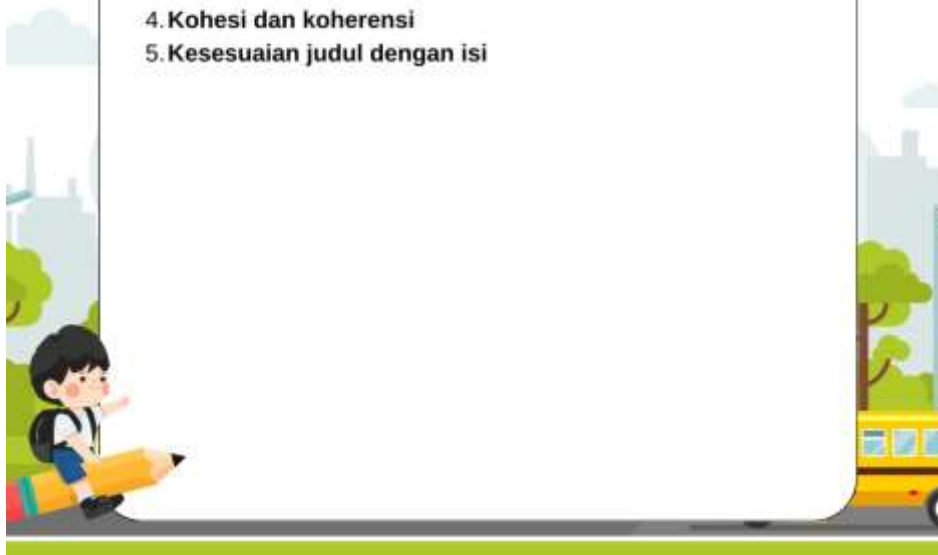 4. Kohesi dan koherensi
5. Kesesuaian judul dengan isi